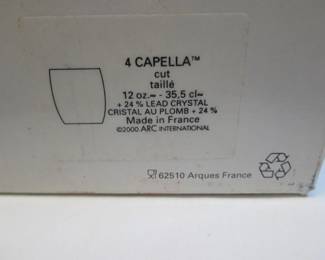 4 CAPELLA™
cut
taillé
12 oz.≃ - 35,5 cl≃
+ 24 % LEAD CRYSTAL
CRISTAL AU PLOMB + 24 %
Made in France
©2000 ARC INTERNATIONAL
62510 Arques France